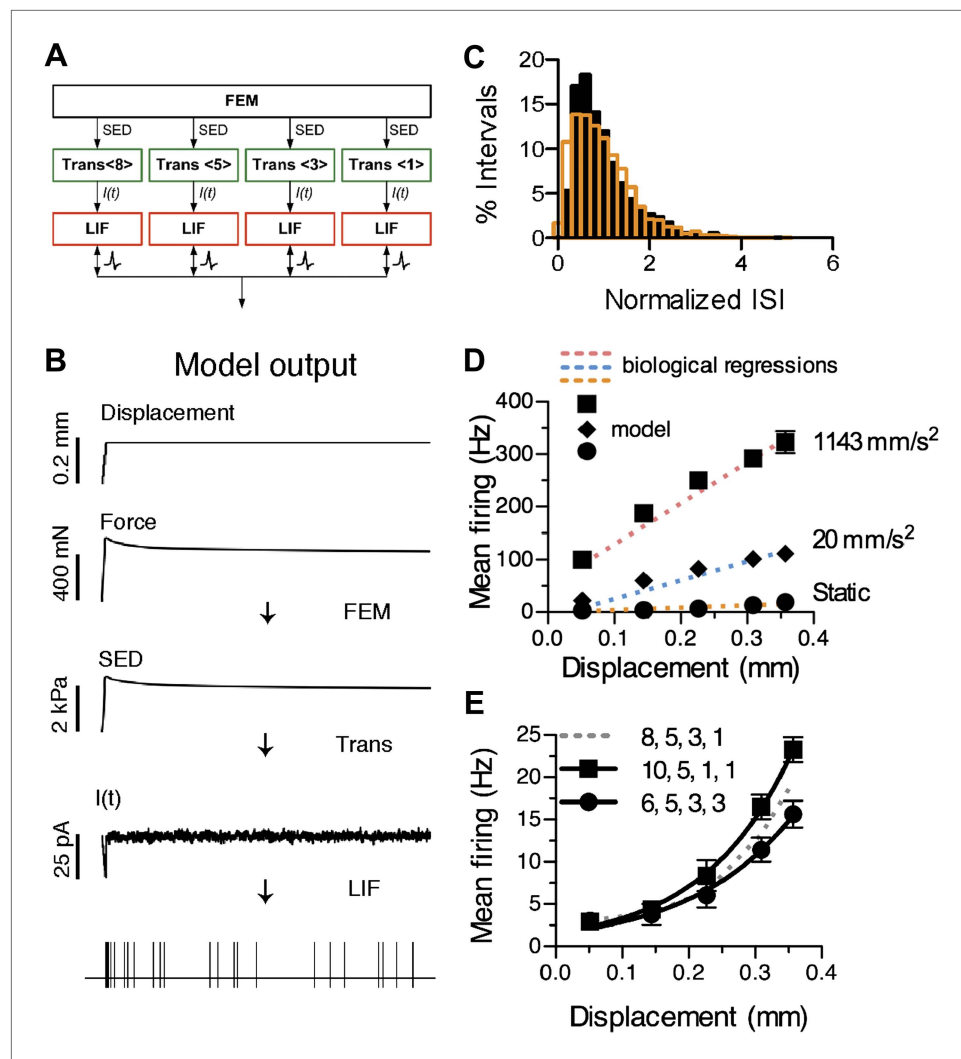 A
FEM
SED SED SED SED
Trans<8> Trans <5> Trans <3> Trans <1>
I(t) I(t) I(t) I(t)
LIF LIF LIF LIF
B
Model output
Displacement
0.2 mm
Force
400 mN
FEM
SED
2 kPa
Trans
I(t)
25 pA
LIF
C
20
15
10
5
0
% Intervals
0 2 4 6
Normalized ISI
D
biological regressions
model
400
300
200
100
0
Mean firing (Hz)
1143 mm/s²
20 mm/s²
Static
0.0 0.1 0.2 0.3 0.4
Displacement (mm)
E
25
20
15
10
5
0
Mean firing (Hz)
8, 5, 3, 1
10, 5, 1, 1
6, 5, 3, 3
0.0 0.1 0.2 0.3 0.4
Displacement (mm)